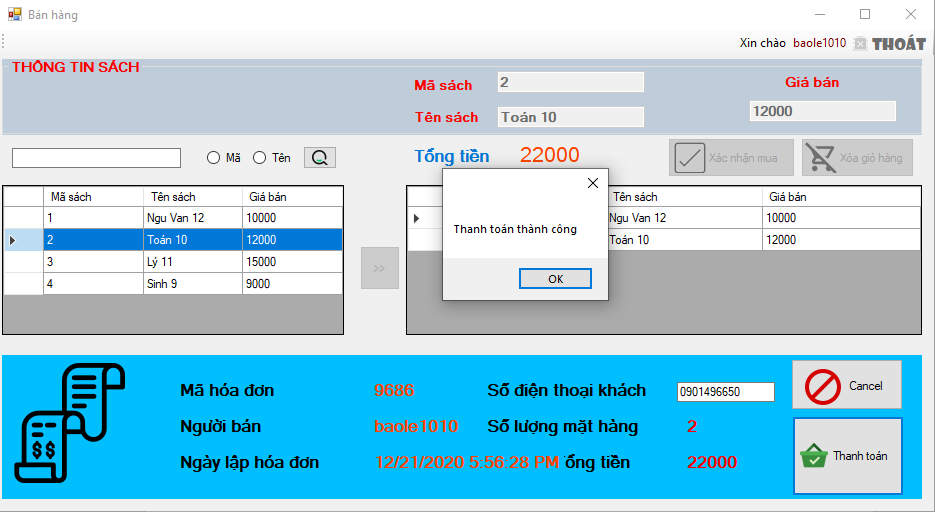 Bán hàng
Xin chào baole1010 THOÁT
THÔNG TIN SÁCH
Mã sách 2 Giá bán
Tên sách Toán 10 12000
Mã Tên Tổng tiền 22000 Xác nhận mua Xóa giỏ hàng
Mã sách Tên sách Giá bán Tên sách Giá bán
1 Ngu Van 12 10000 Ngu Van 12 10000
2 Toán 10 12000 Toán 10 12000
3 Lý 11 15000
4 Sinh 9 9000
>>
Thanh toán thành công
OK
Mã hóa đơn 9686 Số điện thoại khách 0901496650 Cancel
Người bán baole1010 Số lượng mặt hàng 2
Ngày lập hóa đơn 12/21/2020 5:56:28 PM ổng tiền 22000 Thanh toán
$ $